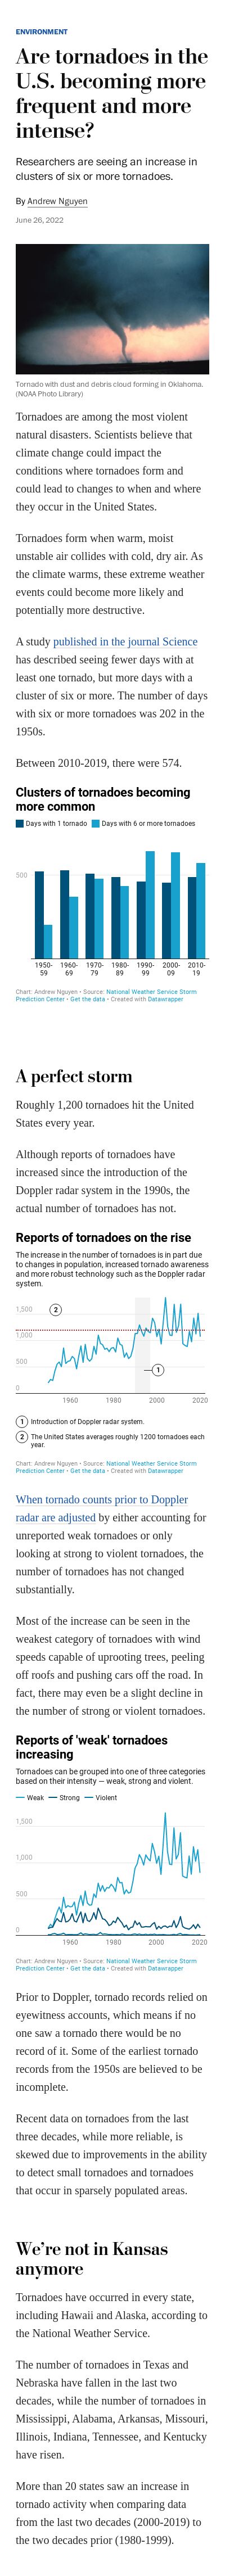 ENVIRONMENT
Are tornadoes in the
U.S. becoming more
frequent and more
intense?
Researchers are seeing an increase in
clusters of six or more tornadoes.
By Andrew Nguyen
June 26, 2022
Tornado with dust and debris cloud forming in Oklahoma.
(NOAA Photo Library)
Tornadoes are among the most violent
natural disasters. Scientists believe that
climate change could impact the
conditions where tornadoes form and
could lead to changes to when and where
they occur in the United States.
Tornadoes form when warm, moist
unstable air collides with cold, dry air. As
the climate warms, these extreme weather
events could become more likely and
potentially more destructive.
A study published in the journal Science
has described seeing fewer days with at
least one tornado, but more days with a
cluster of six or more. The number of days
with six or more tornadoes was 202 in the
1950s.
Between 2010-2019, there were 574.
Clusters of tornadoes becoming
more common
Days with 1 tornado Days with 6 or more tornadoes
500
1950-59 1960-69 1970-79 1980-89 1990-99 2000-09 2010-19
Chart: Andrew Nguyen • Source: National Weather Service Storm
Prediction Center • Get the data • Created with Datawrapper
A perfect storm
Roughly 1,200 tornadoes hit the United
States every year.
Although reports of tornadoes have
increased since the introduction of the
Doppler radar system in the 1990s, the
actual number of tornadoes has not.
Reports of tornadoes on the rise
The increase in the number of tornadoes is in part due
to changes in population, increased tornado awareness
and more robust technology such as the Doppler radar
system.
2
1,500
1,000
500
1
0
1960 1980 2000 2020
1 Introduction of Doppler radar system.
2 The United States averages roughly 1200 tornadoes each
year.
Chart: Andrew Nguyen • Source: National Weather Service Storm
Prediction Center • Get the data • Created with Datawrapper
When tornado counts prior to Doppler
radar are adjusted by either accounting for
unreported weak tornadoes or only
looking at strong to violent tornadoes, the
number of tornadoes has not changed
substantially.
Most of the increase can be seen in the
weakest category of tornadoes with wind
speeds capable of uprooting trees, peeling
off roofs and pushing cars off the road. In
fact, there may even be a slight decline in
the number of strong or violent tornadoes.
Reports of 'weak' tornadoes
increasing
Tornadoes can be grouped into one of three categories
based on their intensity — weak, strong and violent.
Weak Strong Violent
1,500
1,000
500
0
1960 1980 2000 2020
Chart: Andrew Nguyen • Source: National Weather Service Storm
Prediction Center • Get the data • Created with Datawrapper
Prior to Doppler, tornado records relied on
eyewitness accounts, which means if no
one saw a tornado there would be no
record of it. Some of the earliest tornado
records from the 1950s are believed to be
incomplete.
Recent data on tornadoes from the last
three decades, while more reliable, is
skewed due to improvements in the ability
to detect small tornadoes and tornadoes
that occur in sparsely populated areas.
We’re not in Kansas
anymore
Tornadoes have occurred in every state,
including Hawaii and Alaska, according to
the National Weather Service.
The number of tornadoes in Texas and
Nebraska have fallen in the last two
decades, while the number of tornadoes in
Mississippi, Alabama, Arkansas, Missouri,
Illinois, Indiana, Tennessee, and Kentucky
have risen.
More than 20 states saw an increase in
tornado activity when comparing data
from the last two decades (2000-2019) to
the two decades prior (1980-1999).